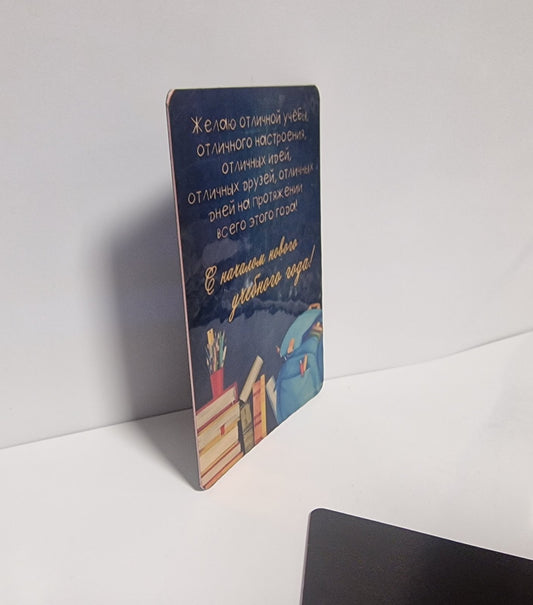 Желаю отличной учебы,
отличного настроения,
отличных идей,
отличных друзей, отличных
дней на протяжении
всего этого года!
С началом нового
учебного года!